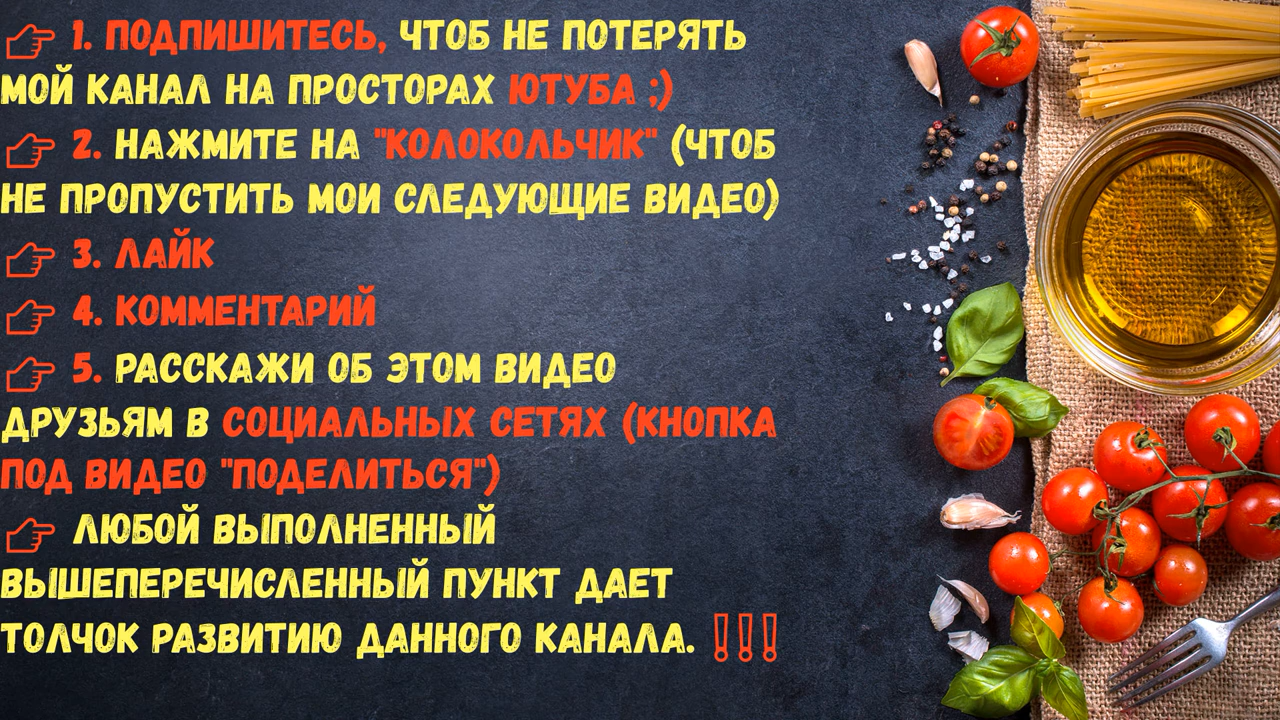 👉 1. ПОДПИШИТЕСЬ, ЧТОБ НЕ ПОТЕРЯТЬ
МОЙ КАНАЛ НА ПРОСТОРАХ ЮТУБА ;)
👉 2. НАЖМИТЕ НА "КОЛОКОЛЬЧИК" (ЧТОБ
НЕ ПРОПУСТИТЬ МОИ СЛЕДУЮЩИЕ ВИДЕО)
👉 3. ЛАЙК
👉 4. КОММЕНТАРИЙ
👉 5. РАССКАЖИ ОБ ЭТОМ ВИДЕО
ДРУЗЬЯМ В СОЦИАЛЬНЫХ СЕТЯХ (КНОПКА
ПОД ВИДЕО "ПОДЕЛИТЬСЯ")
👉 ЛЮБОЙ ВЫПОЛНЕННЫЙ
ВЫШЕПЕРЕЧИСЛЕННЫЙ ПУНКТ ДАЕТ
ТОЛЧОК РАЗВИТИЮ ДАННОГО КАНАЛА. ❗❗❗